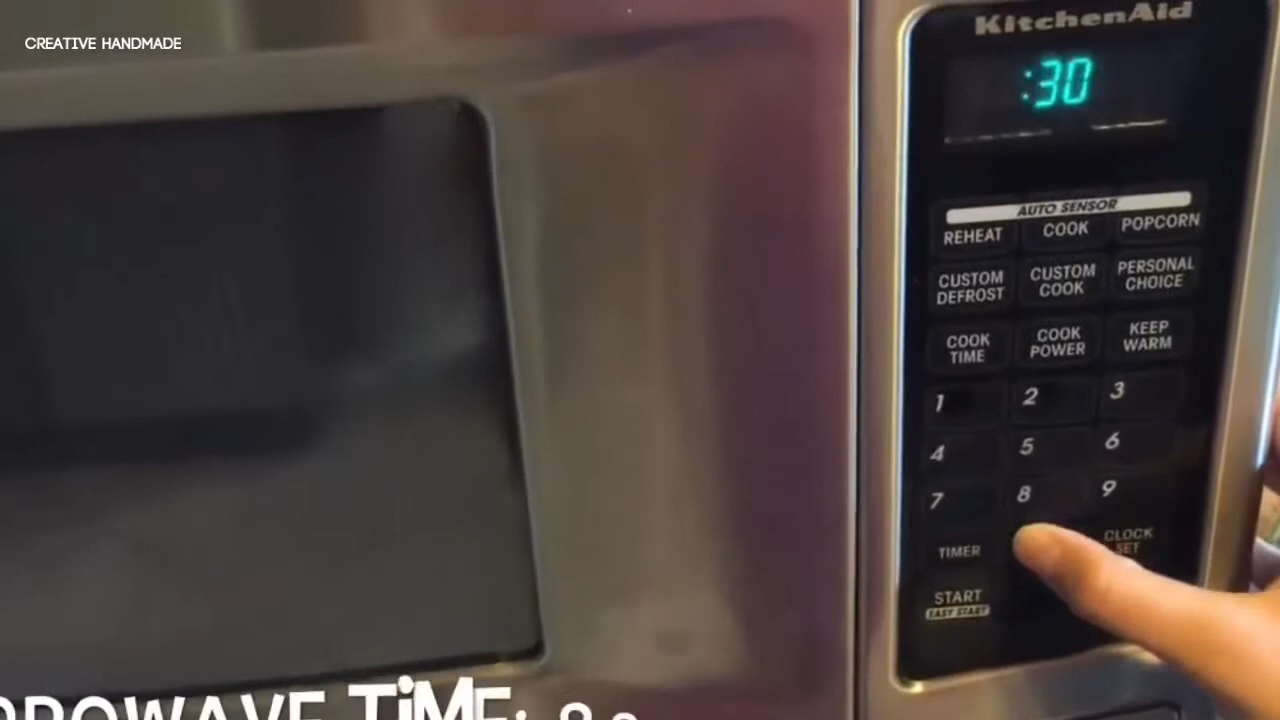 CREATIVE HANDMADE
KitchenAid
:30
AUTO SENSOR
REHEAT COOK POPCORN
CUSTOM DEFROST CUSTOM COOK PERSONAL CHOICE
COOK TIME COOK POWER KEEP WARM
1 2 3
4 5 6
7 8 9
TIMER CLOCK SET
START
EASY START
TiME: